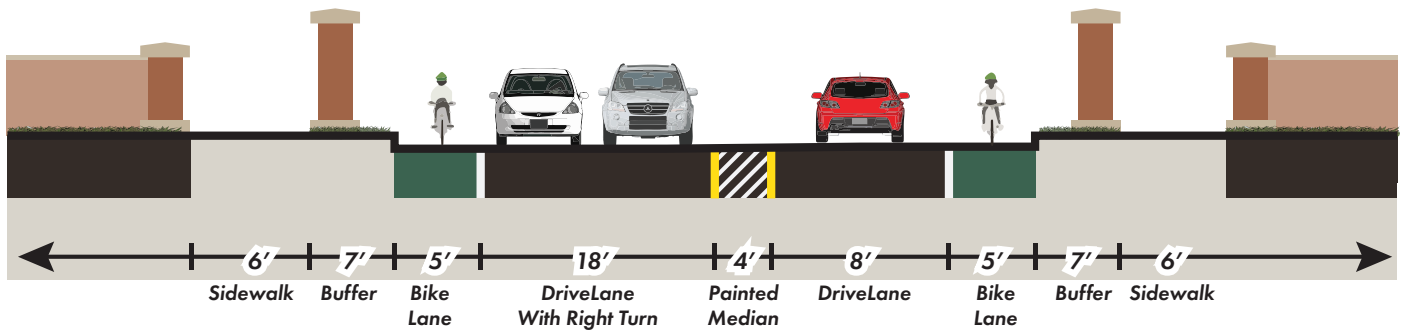 6’ 7’ 5’ 18’ 4’ 8’ 5’ 7’ 6’
Sidewalk Buffer Bike DriveLane Painted DriveLane Bike Buffer Sidewalk
Lane With Right Turn Median Lane